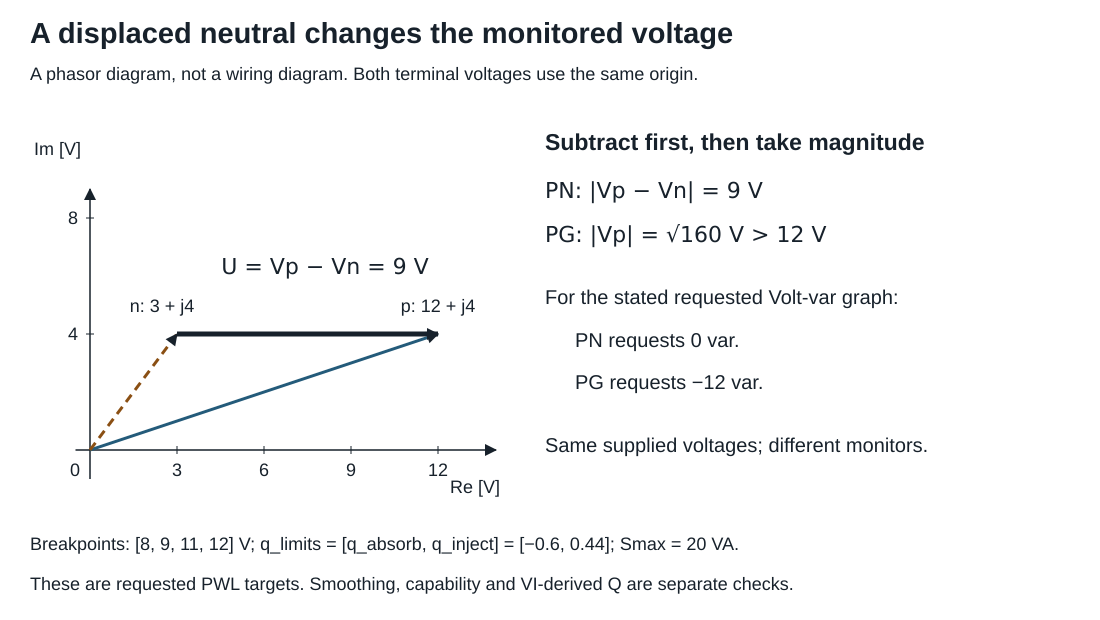 A displaced neutral changes the monitored voltage
A phasor diagram, not a wiring diagram. Both terminal voltages use the same origin.
Im [V]
8
U = Vp − Vn = 9 V
n: 3 + j4
p: 12 + j4
4
0
3
6
9
12
Re [V]
Subtract first, then take magnitude
PN: |Vp − Vn| = 9 V
PG: |Vp| = √160 V > 12 V
For the stated requested Volt-var graph:
PN requests 0 var.
PG requests −12 var.
Same supplied voltages; different monitors.
Breakpoints: [8, 9, 11, 12] V; q_limits = [q_absorb, q_inject] = [−0.6, 0.44]; Smax = 20 VA.
These are requested PWL targets. Smoothing, capability and VI-derived Q are separate checks.